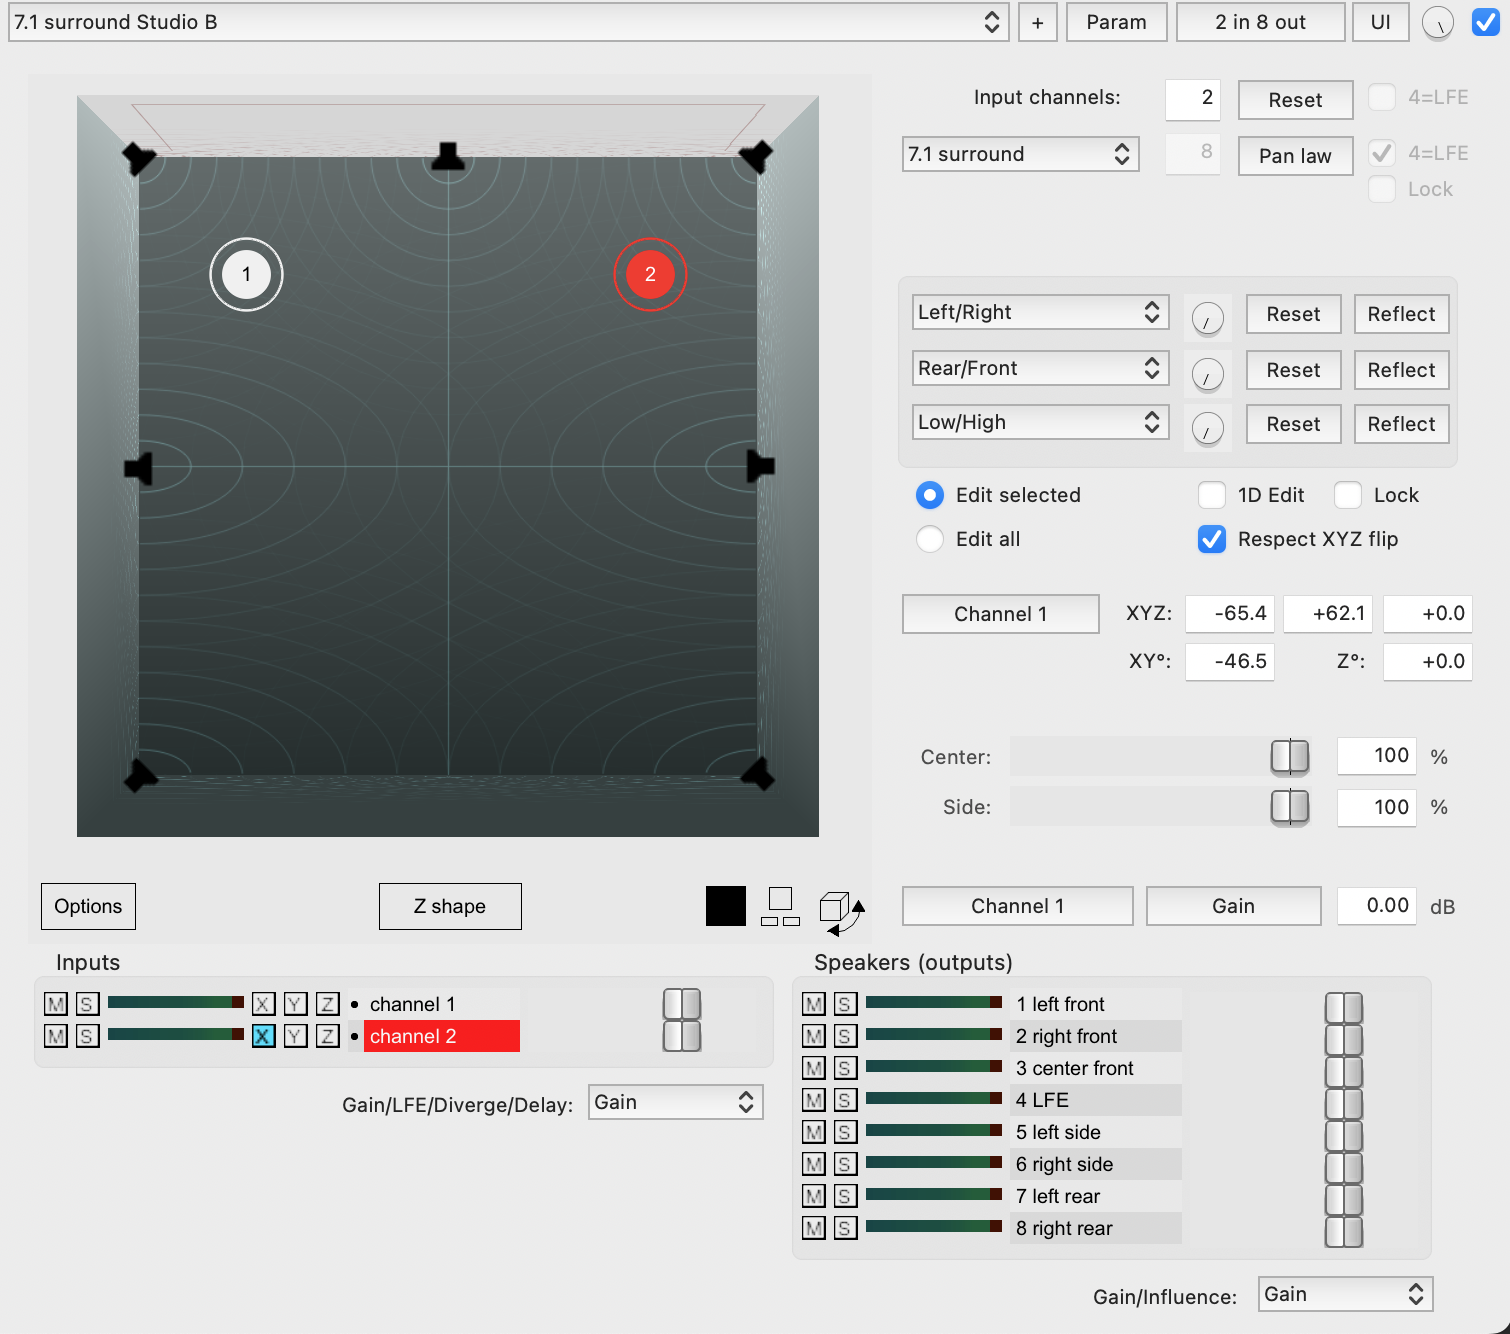 7.1 surround Studio B + Param 2 in 8 out UI
Input channels: 2 Reset 4=LFE
7.1 surround 8 Pan law 4=LFE
Lock
1 2
Left/Right Reset Reflect
Rear/Front Reset Reflect
Low/High Reset Reflect
Edit selected 1D Edit Lock
Edit all Respect XYZ flip
Channel 1 XYZ: -65.4 +62.1 +0.0
XY°: -46.5 Z°: +0.0
Center: 100 %
Side: 100 %
Options Z shape
Channel 1 Gain 0.00 dB
Inputs
M S X Y Z channel 1
M S X Y Z channel 2
Gain/LFE/Diverge/Delay: Gain
Speakers (outputs)
M S 1 left front
M S 2 right front
M S 3 center front
M S 4 LFE
M S 5 left side
M S 6 right side
M S 7 left rear
M S 8 right rear
Gain/Influence: Gain